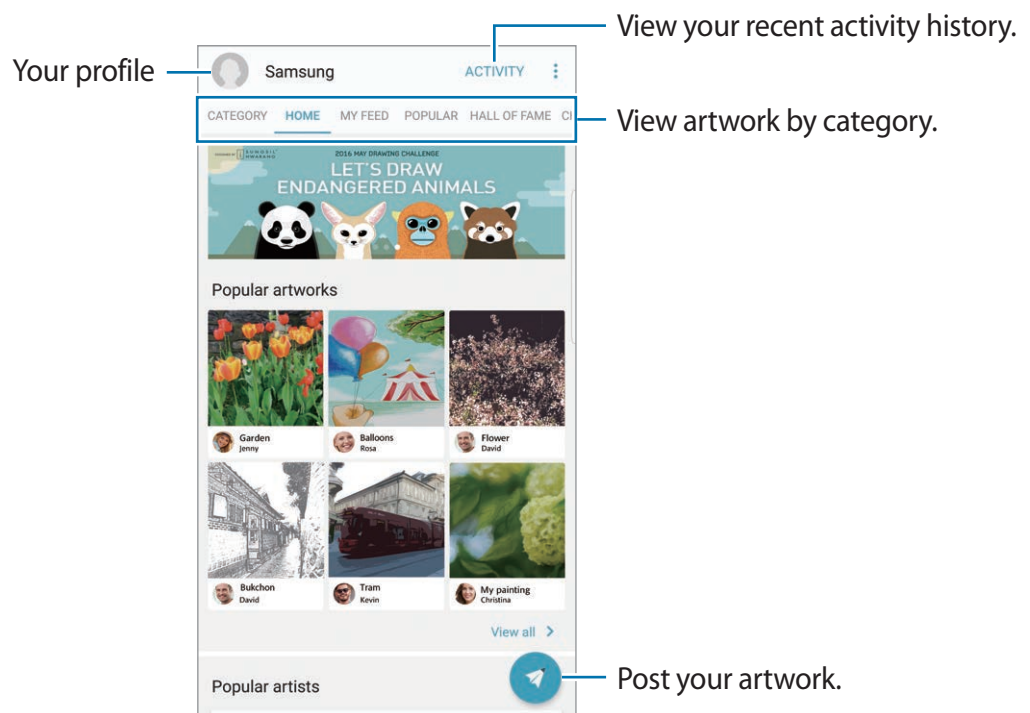 View your recent activity history.
Your profile
Samsung
ACTIVITY
CATEGORY HOME MY FEED POPULAR HALL OF FAME
View artwork by category.
2016 MAY DRAWING CHALLENGE
LET'S DRAW
ENDANGERED ANIMALS
Popular artworks
Garden
Jenny
Balloons
Rosa
Flower
David
Bukchon
David
Tram
Kevin
My painting
Christina
View all
Post your artwork.
Popular artists